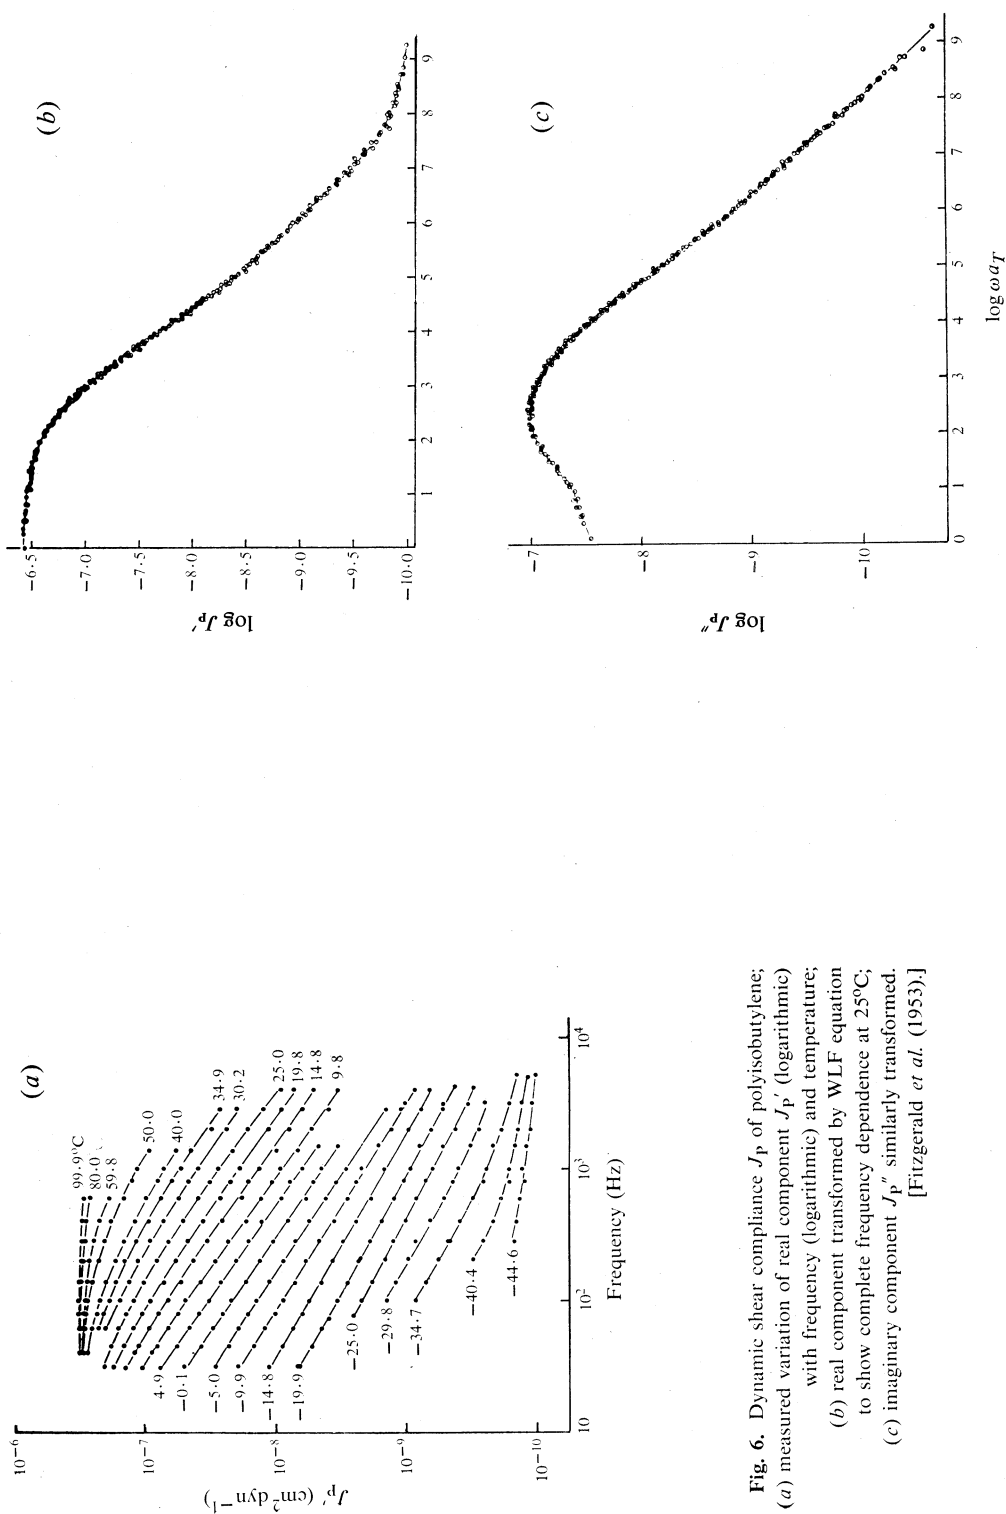 (a)
10⁻⁶
10⁻⁷
10⁻⁸
10⁻⁹
10⁻¹⁰
J_P′ (cm² dyn⁻¹)
99·9°C
80·0
59·8
50·0
40·0
34·9
30·2
25·0
19·8
14·8
9·8
4·9
−0·1
−5·0
−9·9
−14·8
−19·9
−25·0
−29·8
−34·7
−40·4
−44·6
10 10² 10³ 10⁴
Frequency (Hz)
(b)
−6·5
−7·0
−7·5
−8·0
−8·5
−9·0
−9·5
−10·0
log J_P′
1 2 3 4 5 6 7 8 9
(c)
−7
−8
−9
−10
log J_P″
0 1 2 3 4 5 6 7 8 9
log ωa_T
Fig. 6. Dynamic shear compliance J_P of polyisobutylene;
(a) measured variation of real component J_P′ (logarithmic)
with frequency (logarithmic) and temperature;
(b) real component transformed by WLF equation
to show complete frequency dependence at 25°C;
(c) imaginary component J_P″ similarly transformed.
[Fitzgerald et al. (1953).]